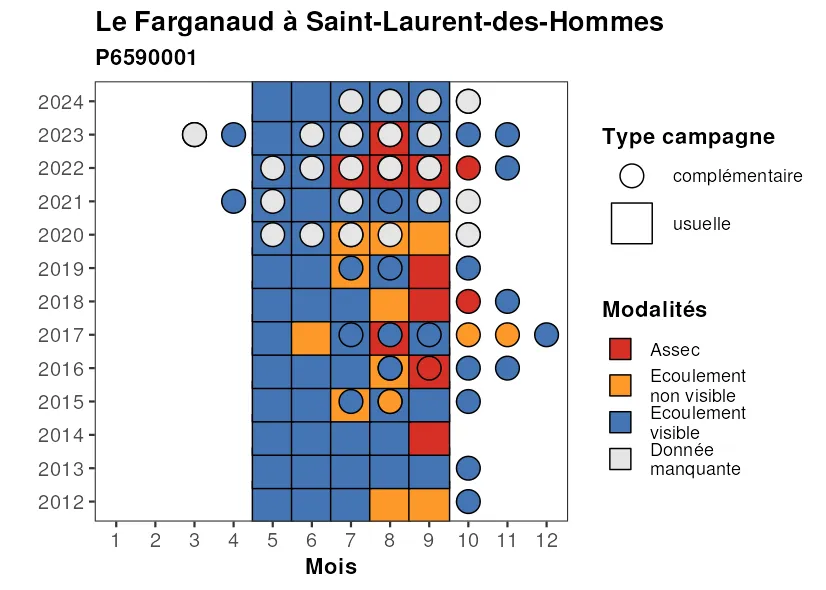 Le Farganaud à Saint-Laurent-des-Hommes
P6590001
2024
2023
2022
2021
2020
2019
2018
2017
2016
2015
2014
2013
2012
1 2 3 4 5 6 7 8 9 10 11 12
Mois
Type campagne
complémentaire
usuelle
Modalités
Assec
Ecoulement
non visible
Ecoulement
visible
Donnée
manquante